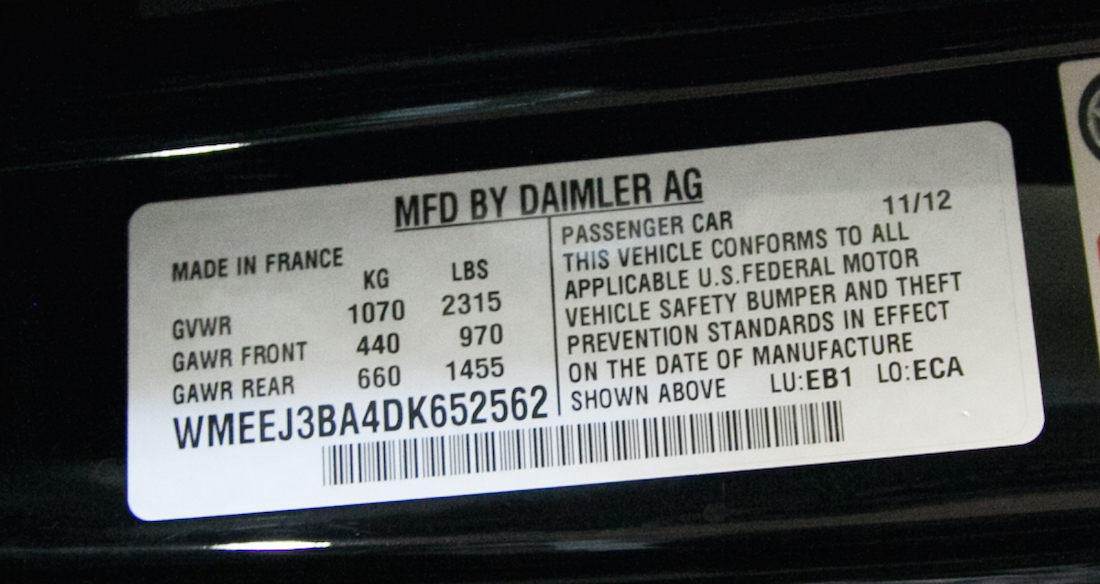 MFD BY DAIMLER AG
MADE IN FRANCE
KG LBS
GVWR 1070 2315
GAWR FRONT 440 970
GAWR REAR 660 1455
WMEEJ3BA4DK652562
PASSENGER CAR 11/12
THIS VEHICLE CONFORMS TO ALL
APPLICABLE U.S.FEDERAL MOTOR
VEHICLE SAFETY BUMPER AND THEFT
PREVENTION STANDARDS IN EFFECT
ON THE DATE OF MANUFACTURE
SHOWN ABOVE LU:EB1 LO:ECA